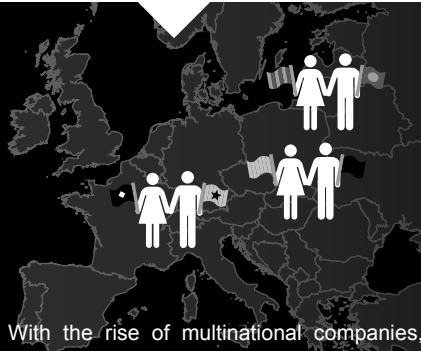 With the rise of multinational companies,